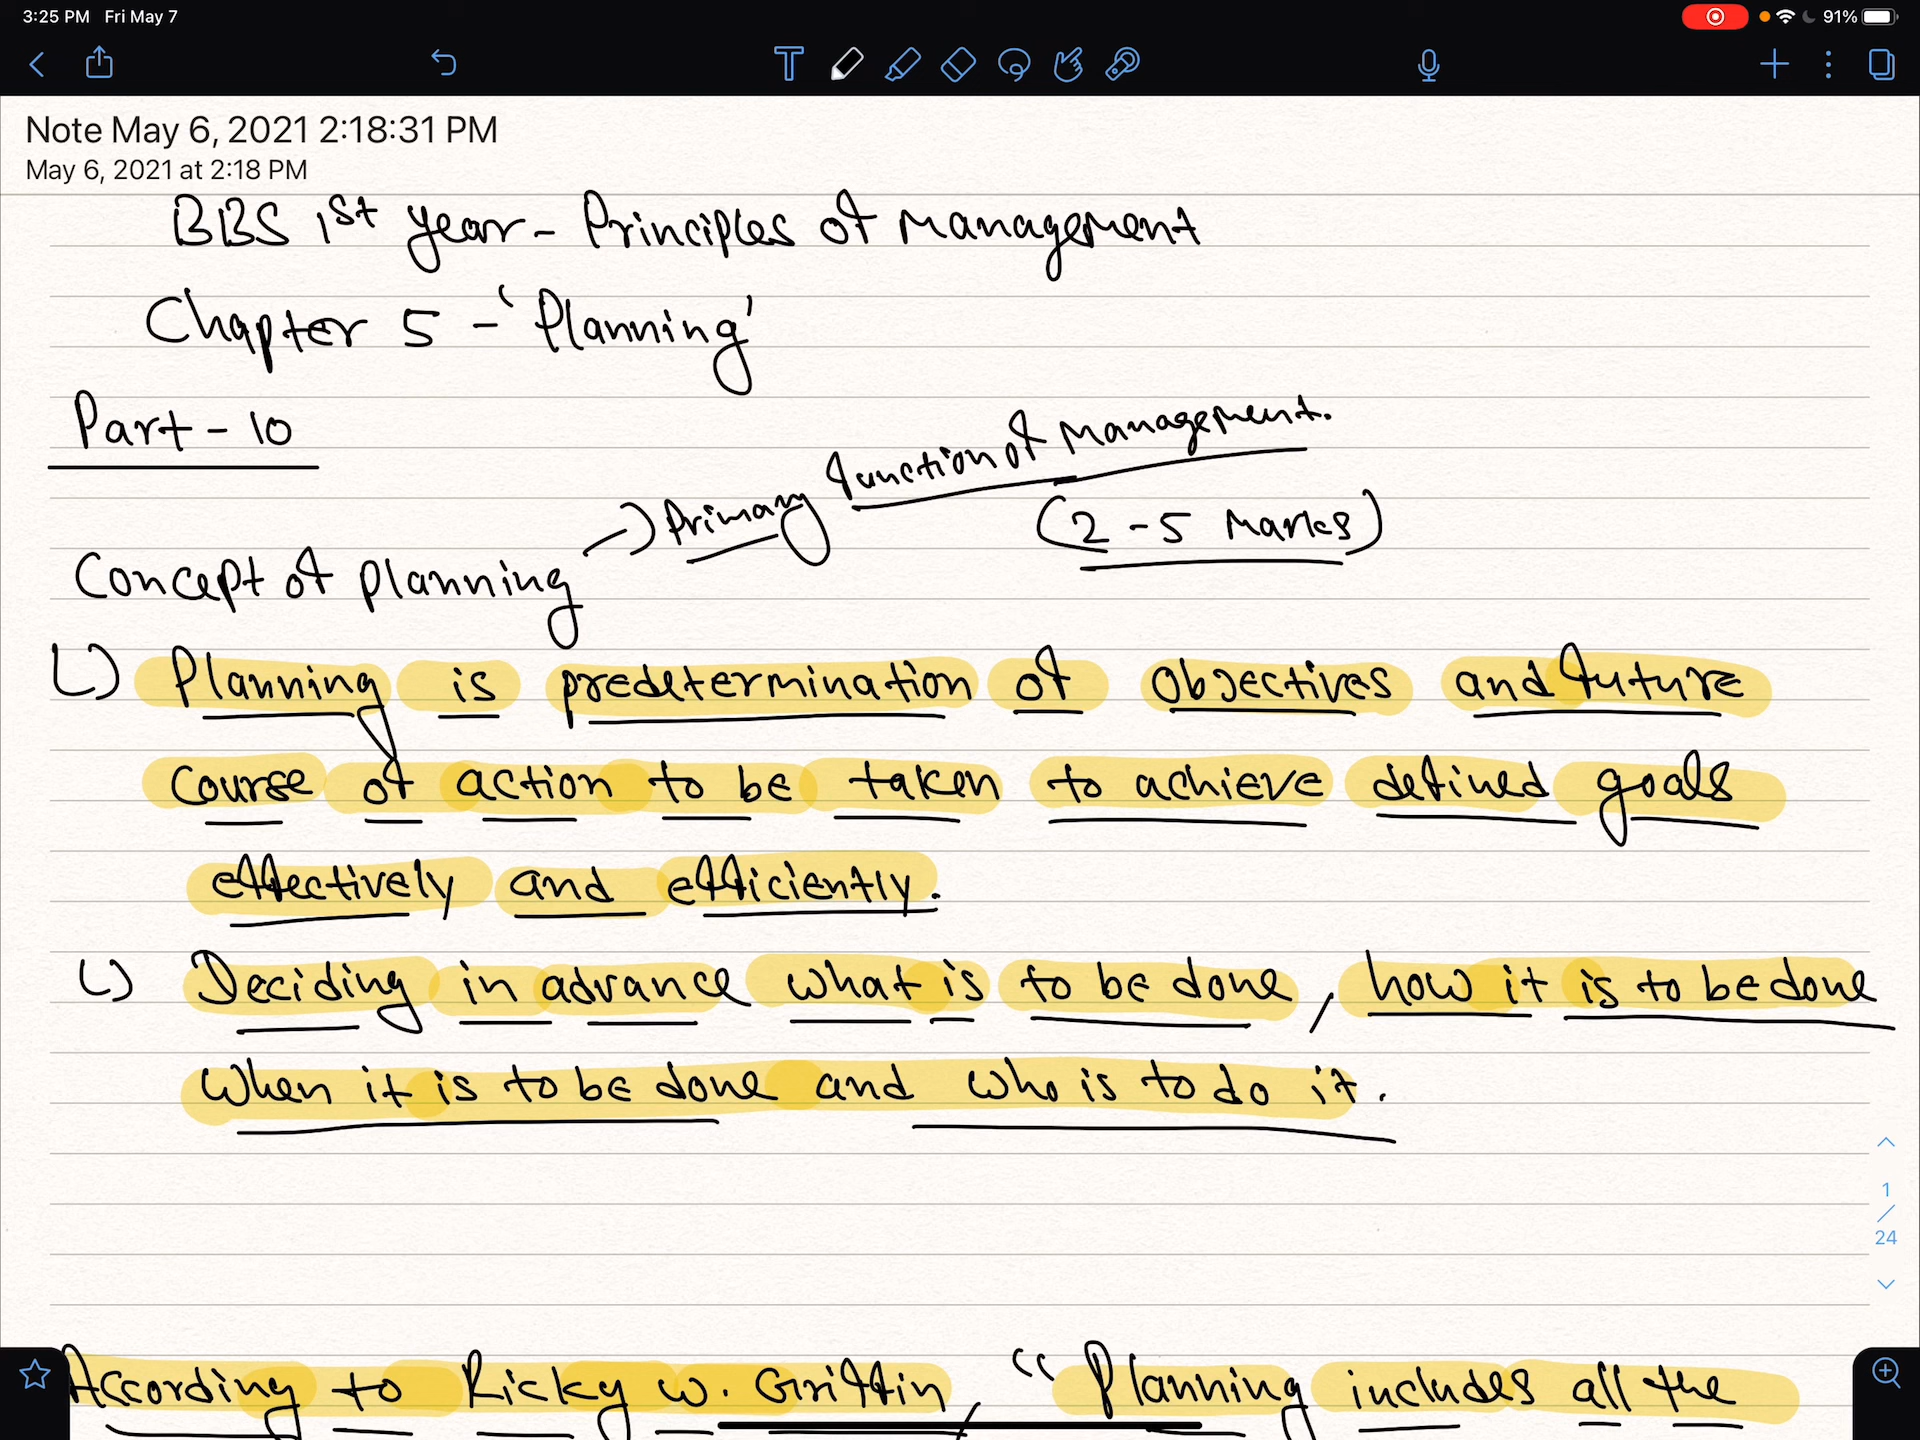 3:25 PM Fri May 7
91%
Note May 6, 2021 2:18:31 PM
May 6, 2021 at 2:18 PM
BBS 1st year - Principles of Management
Chapter 5 - 'Planning'
Part - 10
Primary function of Management.
(2 - 5 Marks)
Concept of planning
Planning is predetermination of objectives and future
course of action to be taken to achieve defined goals
effectively and efficiently.
Deciding in advance what is to be done, how it is to be done
When it is to be done and who is to do it.
1
/
24
According to Ricky W. Griffin, "Planning includes all the